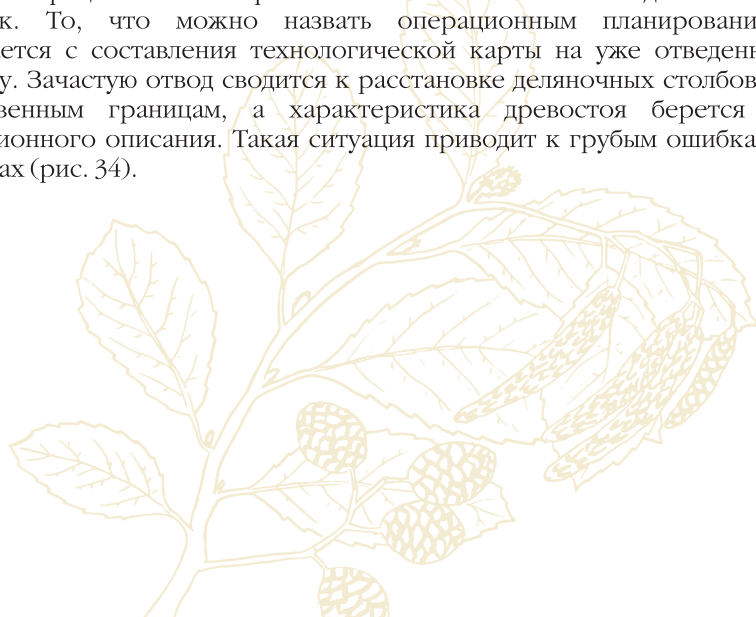 к. То, что можно назвать операционным планировани
ается с составления технологической карты на уже отведенн
у. Зачастую отвод сводится к расстановке деляночных столбов
венным границам, а характеристика древостоя берется
ионного описания. Такая ситуация приводит к грубым ошибка
ах (рис. 34).